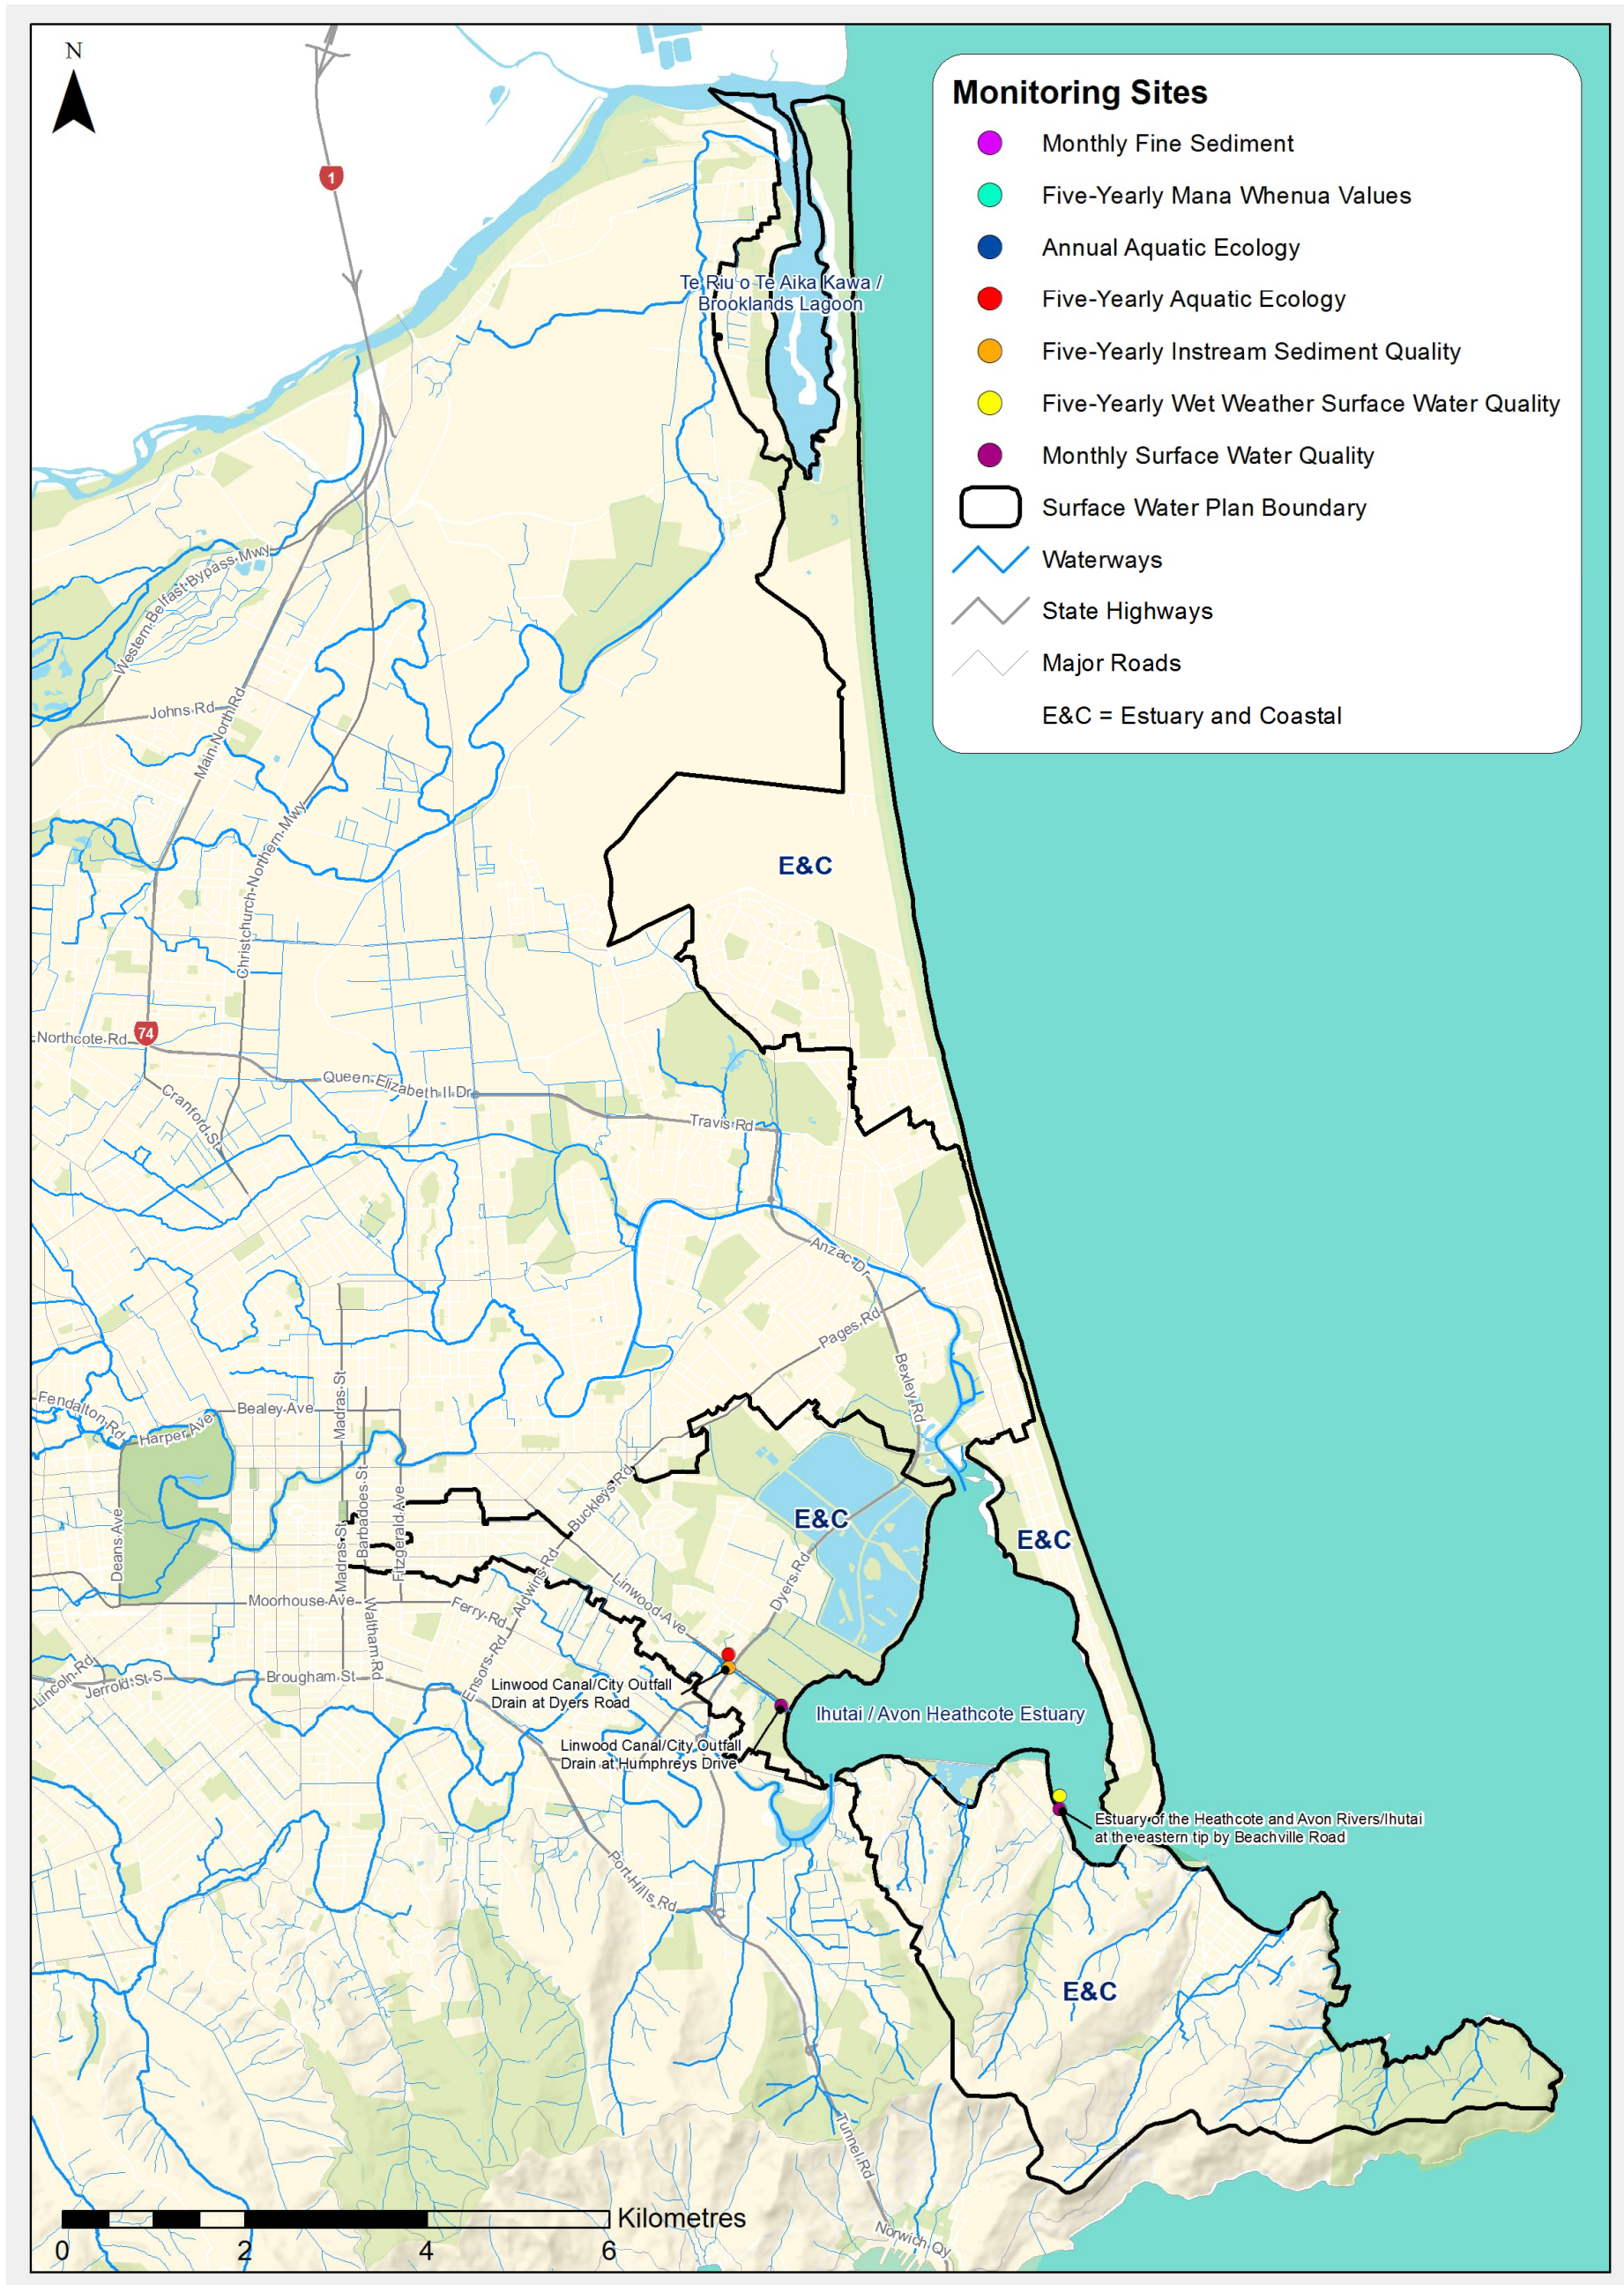 N
Monitoring Sites
Monthly Fine Sediment
Five-Yearly Mana Whenua Values
Annual Aquatic Ecology
Five-Yearly Aquatic Ecology
Five-Yearly Instream Sediment Quality
Five-Yearly Wet Weather Surface Water Quality
Monthly Surface Water Quality
Surface Water Plan Boundary
Waterways
State Highways
Major Roads
E&C = Estuary and Coastal
1
Te Riu o Te Aika Kawa /
Brooklands Lagoon
Western Belfast Bypass Mwy
Johns Rd
Main North Rd
Christchurch-Northern-Mwy
E&C
Northcote Rd
74
Cranford St
Queen Elizabeth II Dr
Travis Rd
Anzac Dr
Pages Rd
Bexley Rd
Fendalton Rd
Harper Ave
Bealey Ave
Madras St
Deans Ave
Madras St
Barbadoes St
Fitzgerald Ave
Buckleys Rd
E&C
E&C
Aldwins Rd
Linwood Ave
Dyers Rd
Moorhouse Ave
Waltham Rd
Ferry Rd
Ensors Rd
Lincoln Rd
Jerrold St S
Brougham St
Linwood Canal/City Outfall
Drain at Dyers Road
Ihutai / Avon Heathcote Estuary
Linwood Canal/City Outfall
Drain at Humphreys Drive
Estuary of the Heathcote and Avon Rivers/Ihutai
at the eastern tip by Beachville Road
Port Hills Rd
E&C
Tunnel Rd
Norwich Qy
Kilometres
0 2 4 6